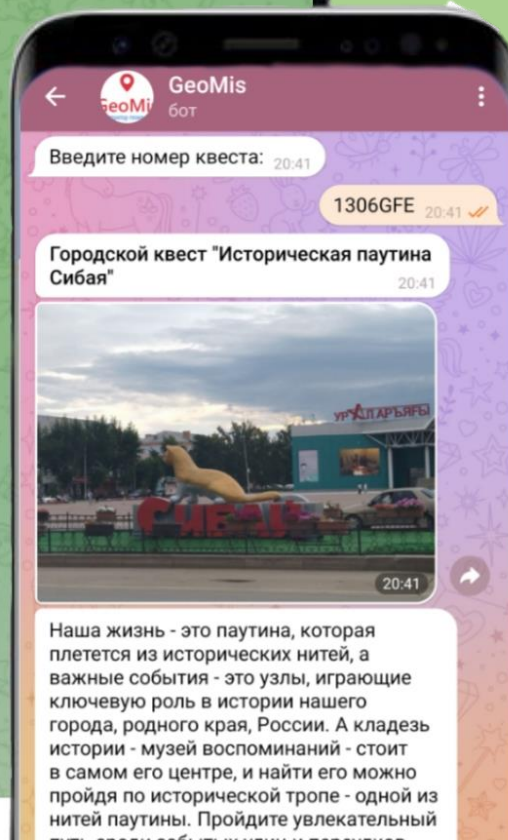 GeoMis
GeoMi
бот
Введите номер квеста: 20:41
1306GFE 20:41
Городской квест "Историческая паутина
Сибая"
20:41
УРАЛ АРЪЯҒЫ
СИБАЙ
20:41
Наша жизнь - это паутина, которая
плетется из исторических нитей, а
важные события - это узлы, играющие
ключевую роль в истории нашего
города, родного края, России. А кладезь
истории - музей воспоминаний - стоит
в самом его центре, и найти его можно
пройдя по исторической тропе - одной из
нитей паутины. Пройдите увлекательный